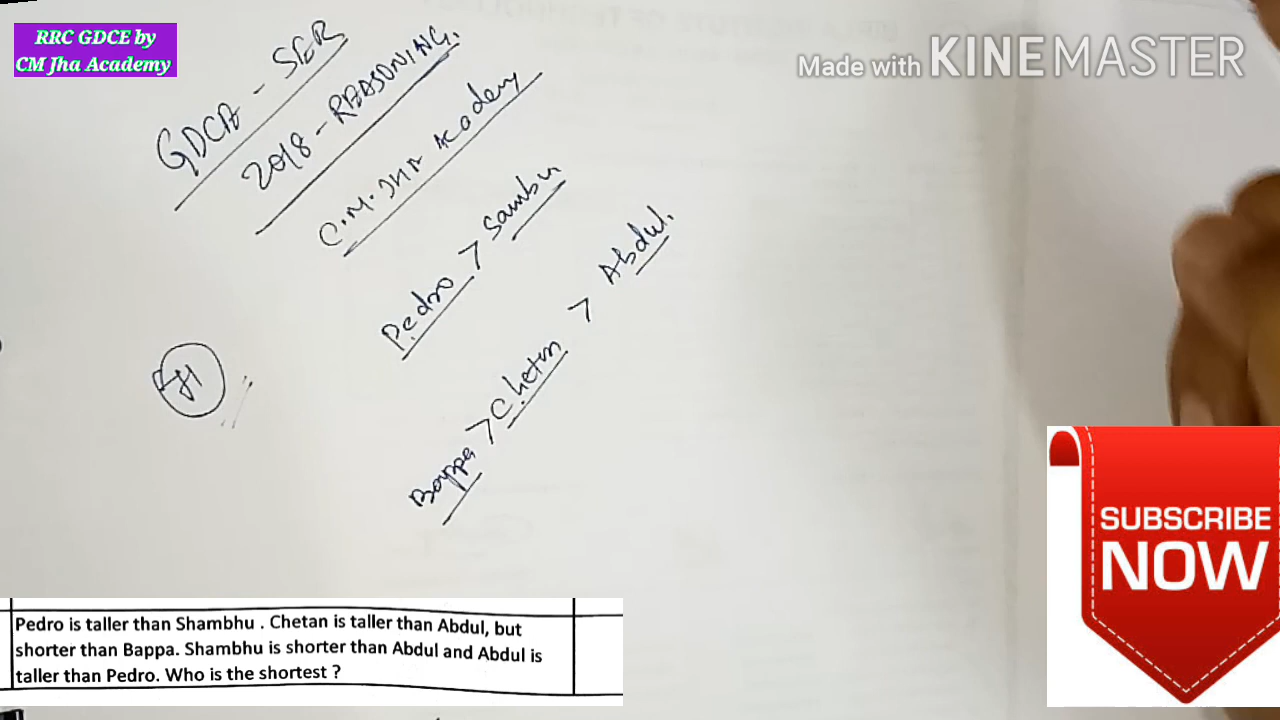 RRC GDCE by
CM Jha Academy
Made with KINEMASTER
GDCE - SER
2018 - REASONING.
C.M. JHA Academy
Pedro > Sambu
Bappa > Chetan > Abdul.
SUBSCRIBE
NOW
Pedro is taller than Shambhu . Chetan is taller than Abdul, but
shorter than Bappa. Shambhu is shorter than Abdul and Abdul is
taller than Pedro. Who is the shortest ?